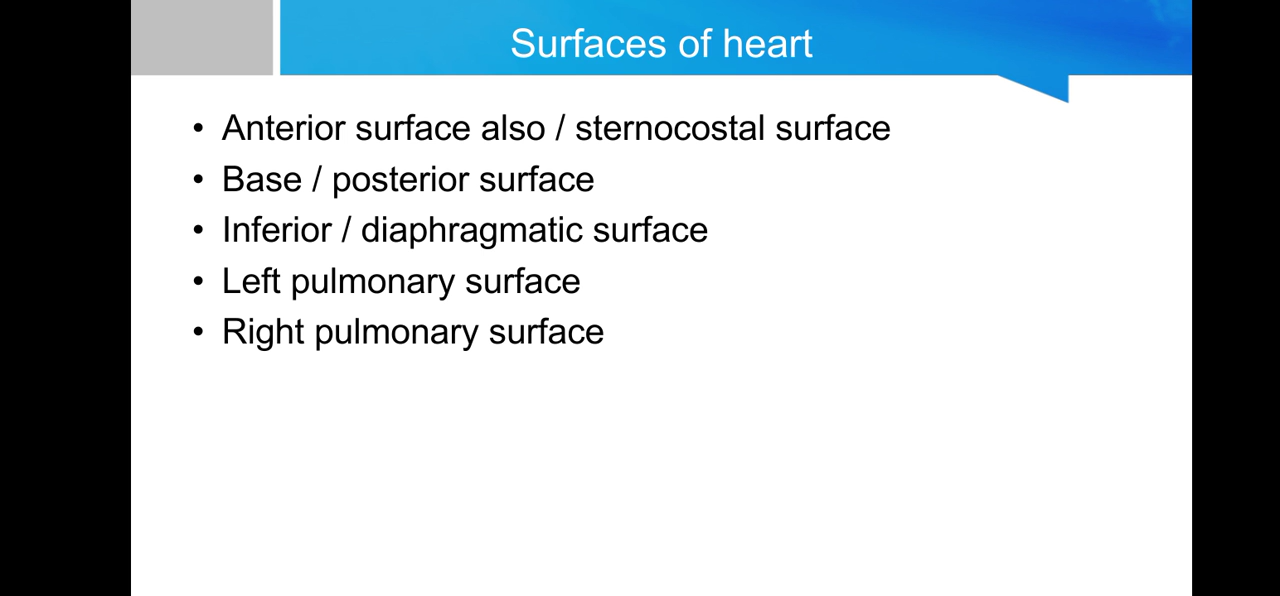 Surfaces of heart
• Anterior surface also / sternocostal surface
• Base / posterior surface
• Inferior / diaphragmatic surface
• Left pulmonary surface
• Right pulmonary surface